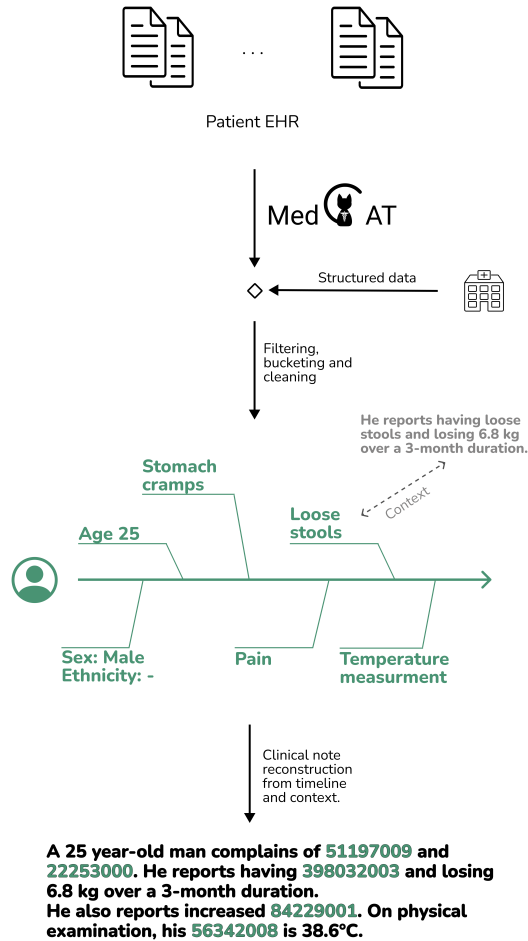 ...
Patient EHR
Med AT
Structured data
Filtering,
bucketing and
cleaning
He reports having loose
stools and losing 6.8 kg
over a 3-month duration.
Context
Stomach
cramps
Loose
stools
Age 25
Sex: Male
Ethnicity: -
Pain
Temperature
measurment
Clinical note
reconstruction
from timeline
and context.
A 25 year-old man complains of 51197009 and
22253000. He reports having 398032003 and losing
6.8 kg over a 3-month duration.
He also reports increased 84229001. On physical
examination, his 56342008 is 38.6°C.